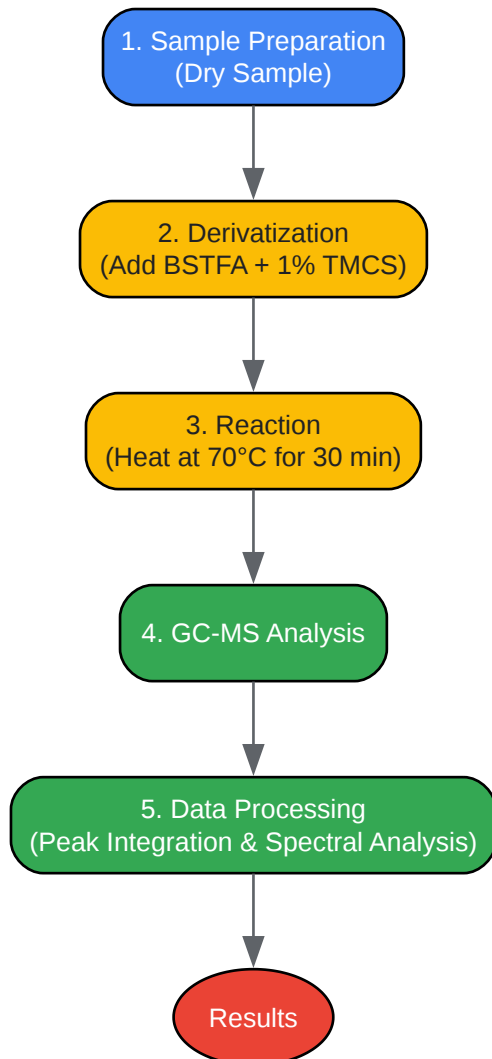 1. Sample Preparation
(Dry Sample)
2. Derivatization
(Add BSTFA + 1% TMCS)
3. Reaction
(Heat at 70°C for 30 min)
4. GC-MS Analysis
5. Data Processing
(Peak Integration & Spectral Analysis)
Results